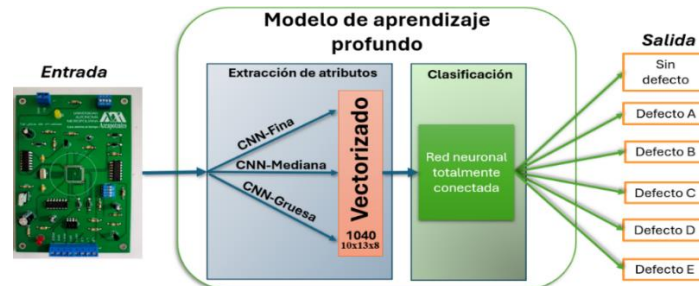 Modelo de aprendizaje
profundo
Entrada
Extracción de atributos
CNN-Fina
CNN-Mediana
CNN-Gruesa
Vectorizado
1040
10x13x8
Clasificación
Red neuronal
totalmente
conectada
Salida
Sin
defecto
Defecto A
Defecto B
Defecto C
Defecto D
Defecto E